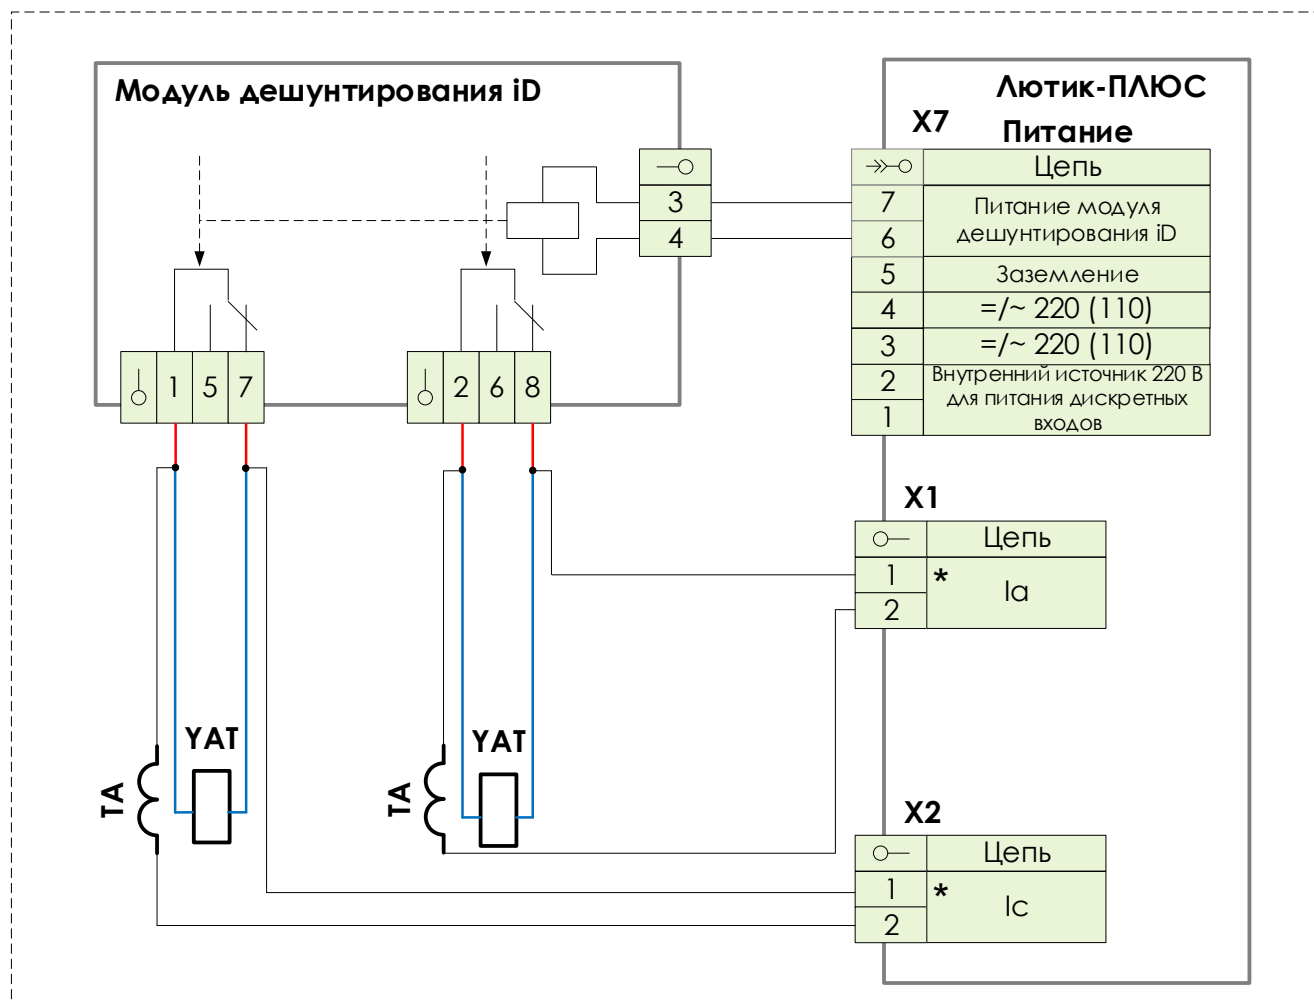 Модуль дешунтирования iD
Лютик-ПЛЮС
X7
Питание
Цепь
3
4
7
6
Питание модуля
дешунтирования iD
5
Заземление
4
=/~ 220 (110)
3
=/~ 220 (110)
2
1
Внутренний источник 220 В
для питания дискретных
входов
1
5
7
2
6
8
X1
Цепь
1
2
*
Ia
YAT
YAT
TA
TA
X2
Цепь
1
2
*
Ic